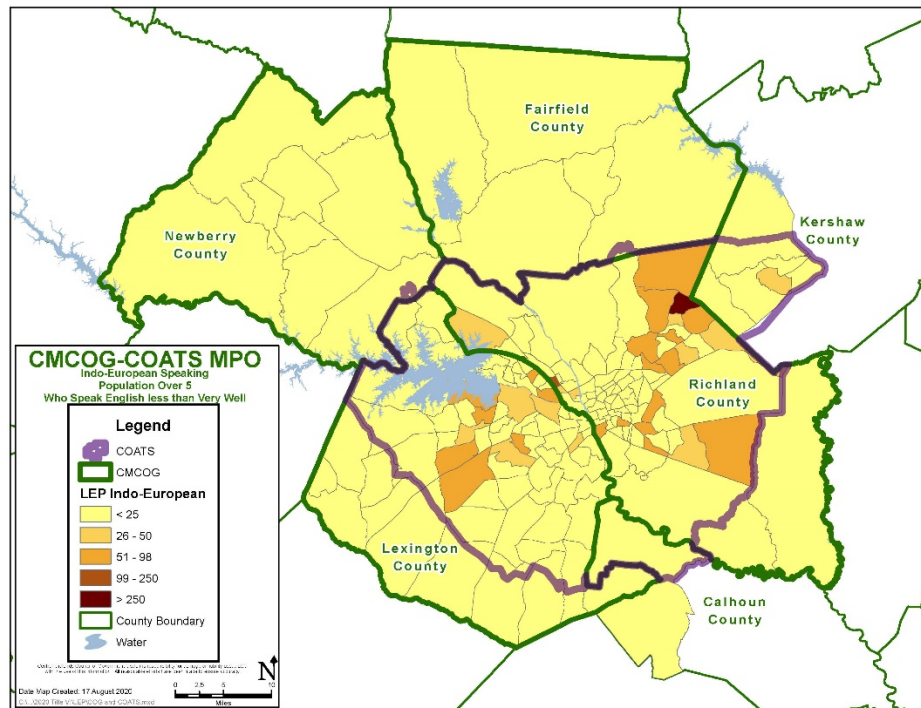 Fairfield
County
Newberry
County
Kershaw
County
Richland
County
Lexington
County
Calhoun
County
CMCOG-COATS MPO
Indo-European Speaking
Population Over 5
Who Speak English less than Very Well
Legend
COATS
CMCOG
LEP Indo-European
< 25
26 - 50
51 - 98
99 - 250
> 250
County Boundary
Water
N
Date Map Created: 17 August 2020
0 2.5 5 10
Miles